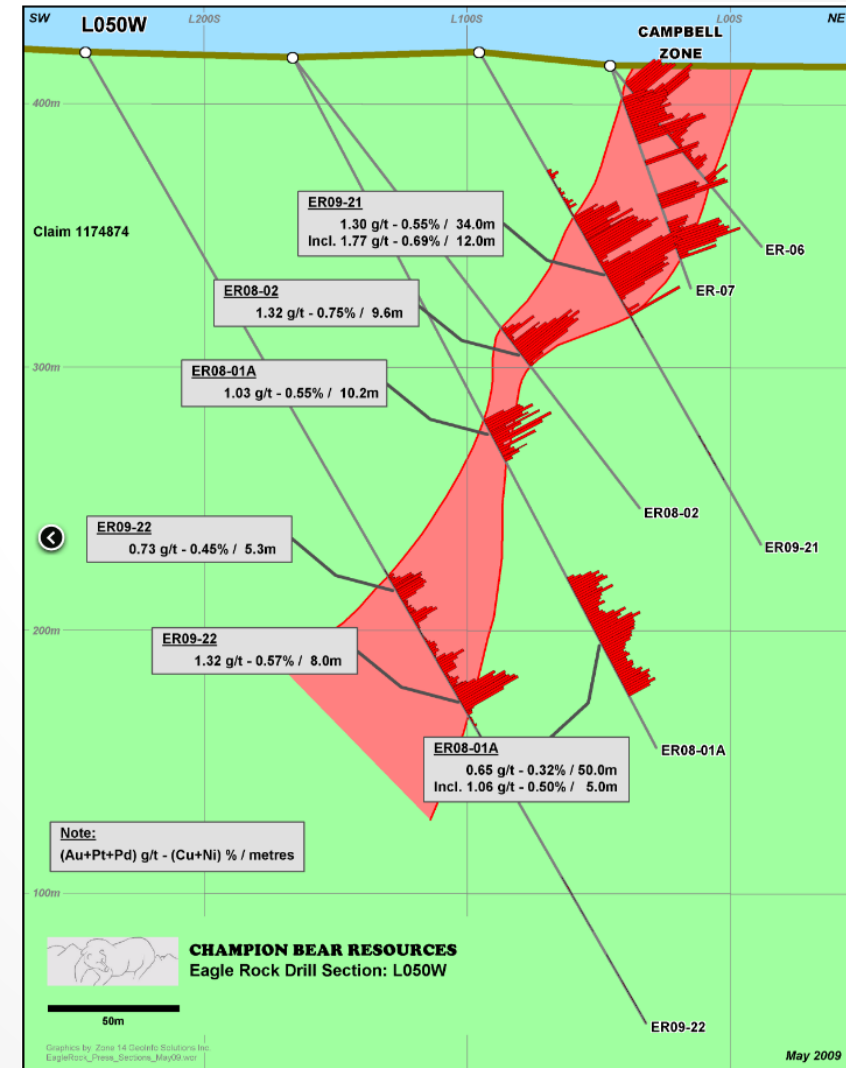 SW
L050W
L200S
L100S
L00S
NE
CAMPBELL
ZONE
400m
ER09-21
1.30 g/t - 0.55% / 34.0m
Incl. 1.77 g/t - 0.69% / 12.0m
Claim 1174874
ER-06
ER-07
ER08-02
1.32 g/t - 0.75% / 9.6m
300m
ER08-01A
1.03 g/t - 0.55% / 10.2m
ER08-02
ER09-21
ER09-22
0.73 g/t - 0.45% / 5.3m
200m
ER09-22
1.32 g/t - 0.57% / 8.0m
ER08-01A
ER08-01A
0.65 g/t - 0.32% / 50.0m
Incl. 1.06 g/t - 0.50% / 5.0m
Note:
(Au+Pt+Pd) g/t - (Cu+Ni) % / metres
100m
CHAMPION BEAR RESOURCES
Eagle Rock Drill Section: L050W
50m
ER09-22
Graphics by: Zone 14 GeoInfo Solutions Inc.
EagleRock_Press_Sections_May09.wor
May 2009